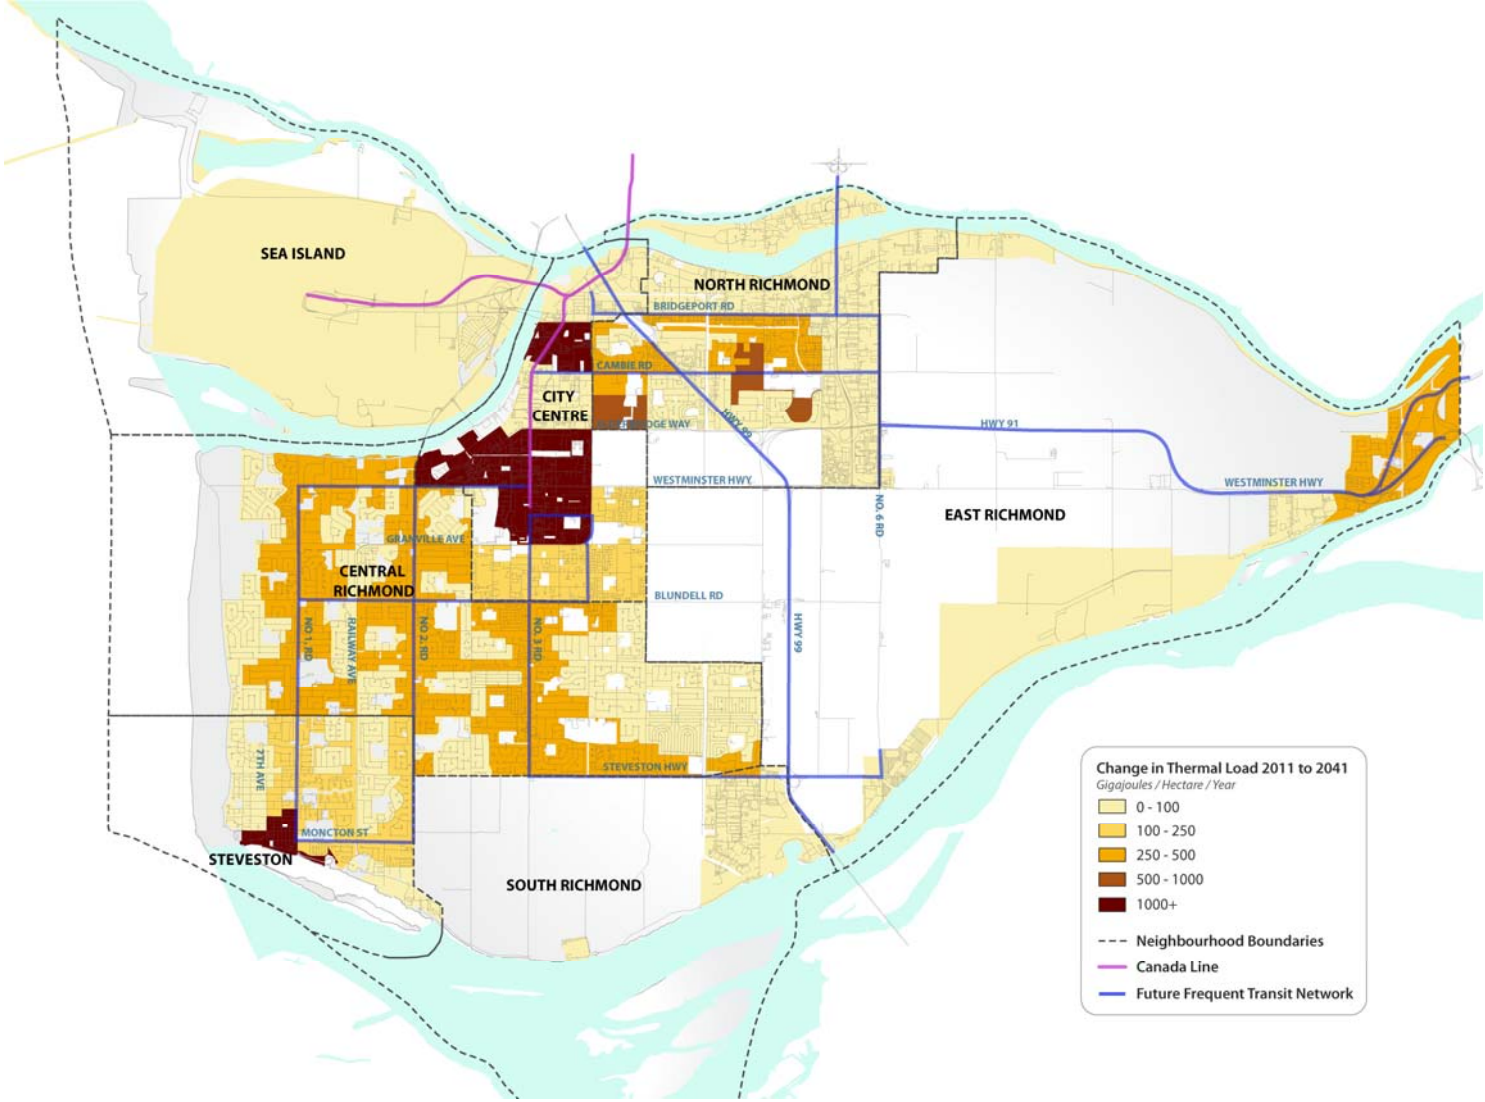 SEA ISLAND
NORTH RICHMOND
BRIDGEPORT RD
CAMBIE RD
CITY
CENTRE
HWY 99
WAY
HWY 91
WESTMINSTER HWY
WESTMINSTER HWY
NO. 6 RD
EAST RICHMOND
GRANVILLE AVE
CENTRAL
RICHMOND
BLUNDELL RD
NO 1, RD
RAILWAY AVE
NO 2, RD
NO. 3 RD
HWY 99
7TH AVE
STEVESTON HWY
MONCTON ST
STEVESTON
SOUTH RICHMOND
Change in Thermal Load 2011 to 2041
Gigajoules / Hectare / Year
0 - 100
100 - 250
250 - 500
500 - 1000
1000+
Neighbourhood Boundaries
Canada Line
Future Frequent Transit Network